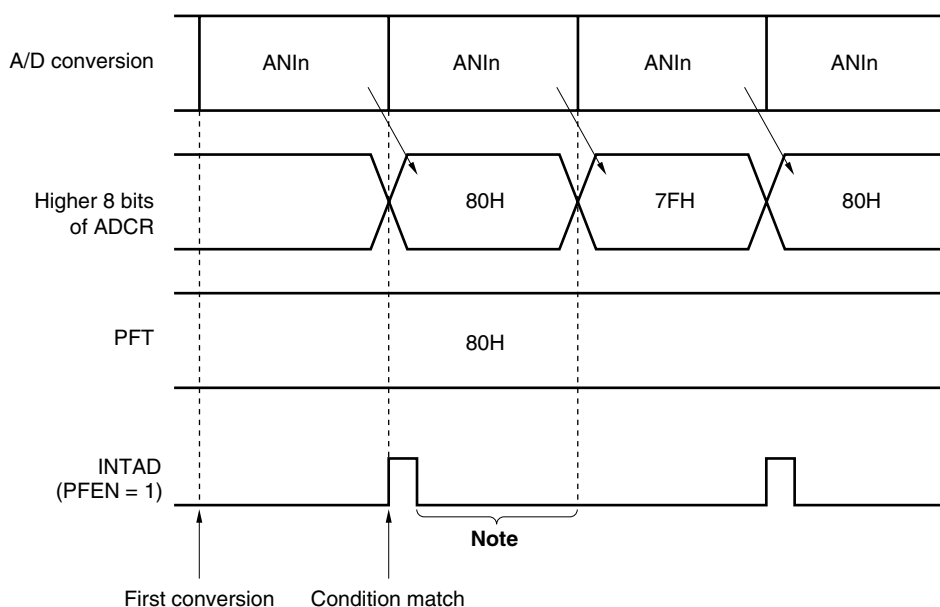 A/D conversion
ANIn
ANIn
ANIn
ANIn
Higher 8 bits
of ADCR
80H
7FH
80H
PFT
80H
INTAD
(PFEN = 1)
Note
First conversion
Condition match